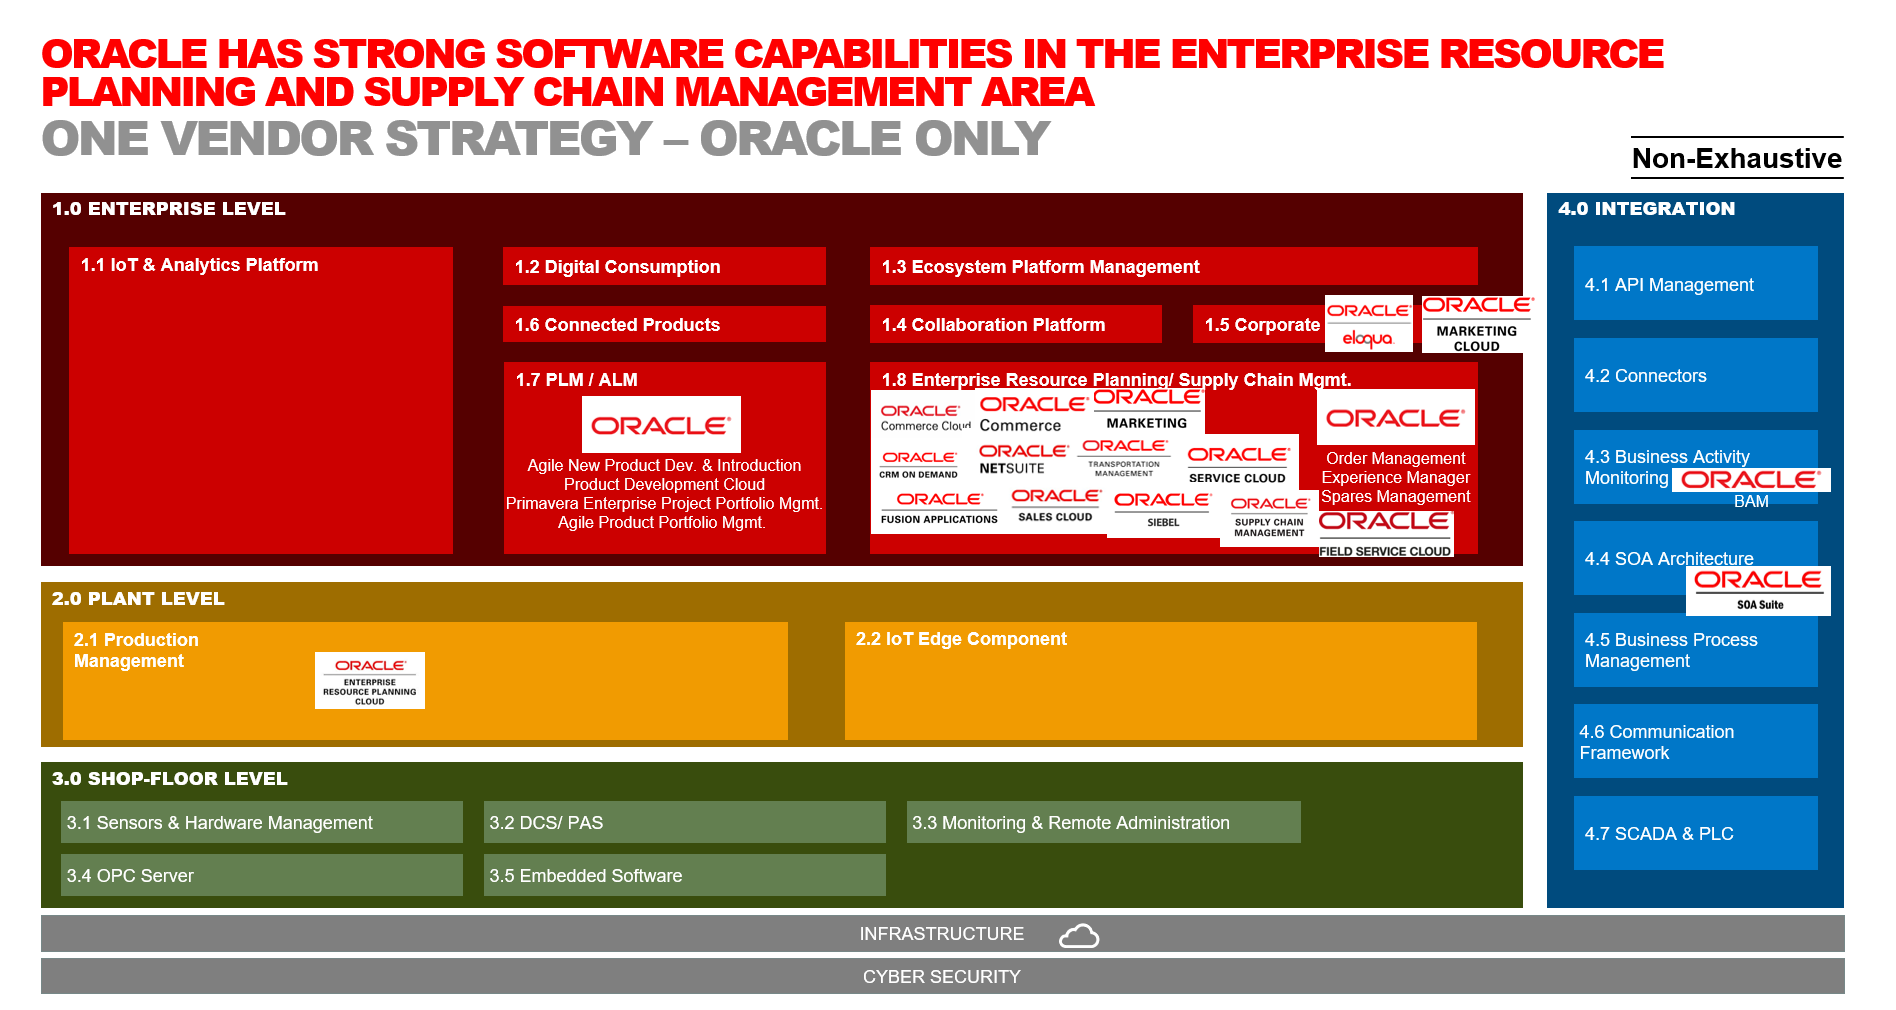 ORACLE HAS STRONG SOFTWARE CAPABILITIES IN THE ENTERPRISE RESOURCE
PLANNING AND SUPPLY CHAIN MANAGEMENT AREA
ONE VENDOR STRATEGY – ORACLE ONLY
Non-Exhaustive
1.0 ENTERPRISE LEVEL
1.1 IoT & Analytics Platform
1.2 Digital Consumption
1.3 Ecosystem Platform Management
1.6 Connected Products
1.4 Collaboration Platform
1.5 Corporate
ORACLE®
eloqua
ORACLE®
MARKETING
CLOUD
1.7 PLM / ALM
ORACLE®
Agile New Product Dev. & Introduction
Product Development Cloud
Primavera Enterprise Project Portfolio Mgmt.
Agile Product Portfolio Mgmt.
1.8 Enterprise Resource Planning/ Supply Chain Mgmt.
ORACLE®
Commerce Cloud
ORACLE®
Commerce
ORACLE®
MARKETING
ORACLE®
CRM ON DEMAND
ORACLE®
NETSUITE
ORACLE®
TRANSPORTATION
MANAGEMENT
ORACLE®
SERVICE CLOUD
ORACLE®
FUSION APPLICATIONS
ORACLE®
SALES CLOUD
ORACLE®
SIEBEL
ORACLE®
SUPPLY CHAIN
MANAGEMENT
ORACLE®
Order Management
Experience Manager
Spares Management
ORACLE®
FIELD SERVICE CLOUD
2.0 PLANT LEVEL
2.1 Production
Management
ORACLE®
ENTERPRISE
RESOURCE PLANNING
CLOUD
2.2 IoT Edge Component
3.0 SHOP-FLOOR LEVEL
3.1 Sensors & Hardware Management
3.2 DCS/ PAS
3.3 Monitoring & Remote Administration
3.4 OPC Server
3.5 Embedded Software
4.0 INTEGRATION
4.1 API Management
4.2 Connectors
4.3 Business Activity
Monitoring
ORACLE®
BAM
4.4 SOA Architecture
ORACLE®
SOA Suite
4.5 Business Process
Management
4.6 Communication
Framework
4.7 SCADA & PLC
INFRASTRUCTURE
CYBER SECURITY